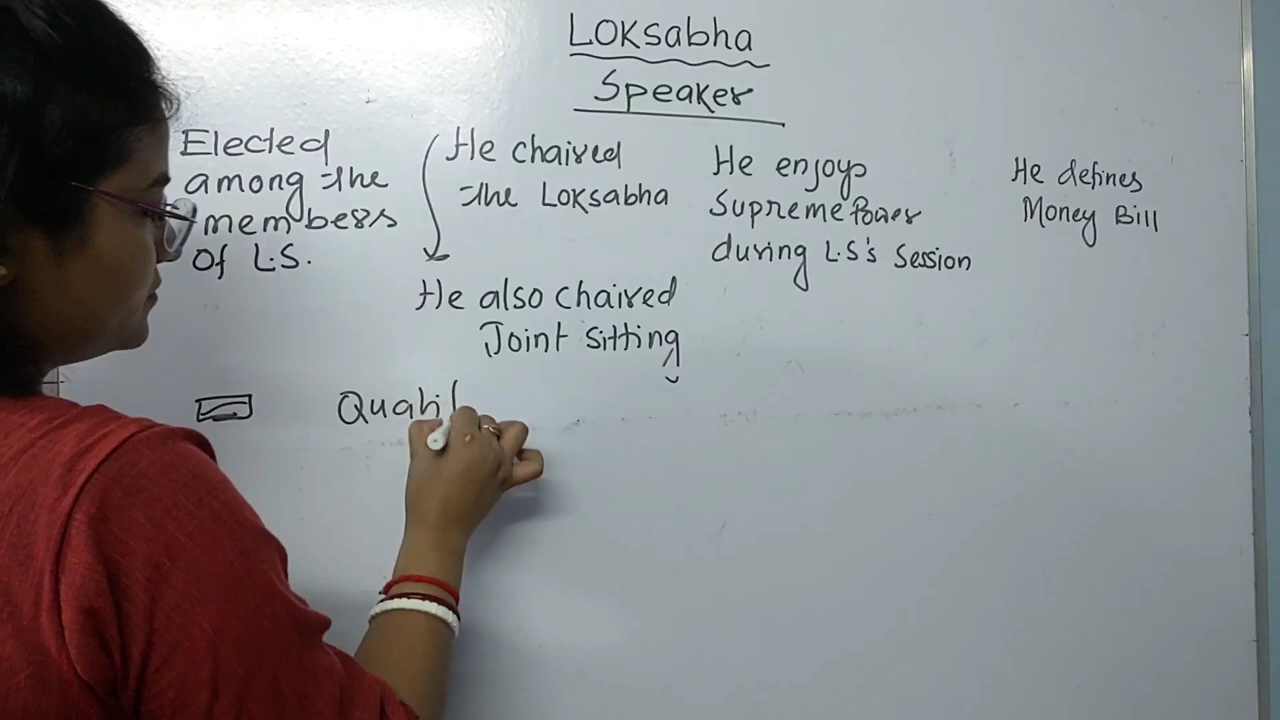 Loksabha
Speaker
Elected
among the
members
Of L.S.
He chaired
the Loksabha
He also chaired
Joint Sitting
He enjoys
Supreme Power
during L.S's Session
He defines
Money Bill
Qualif